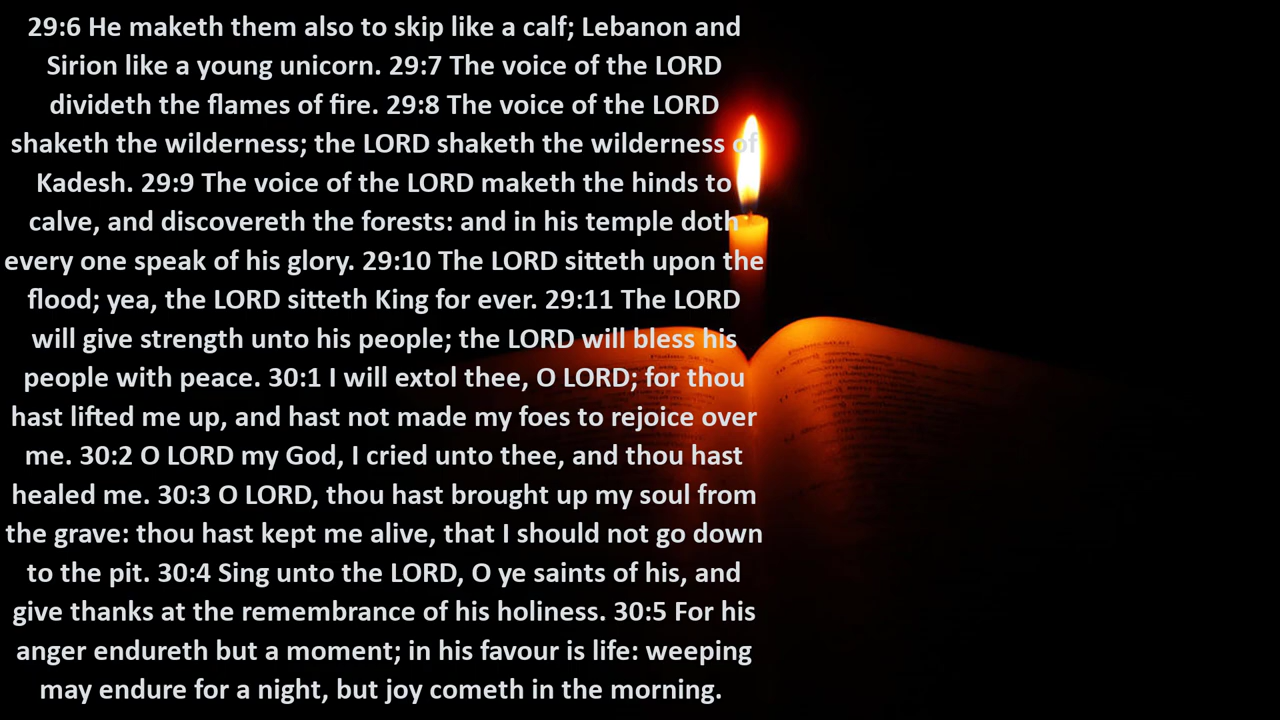 29:6 He maketh them also to skip like a calf; Lebanon and
Sirion like a young unicorn. 29:7 The voice of the LORD
divideth the flames of fire. 29:8 The voice of the LORD
shaketh the wilderness; the LORD shaketh the wilderness of
Kadesh. 29:9 The voice of the LORD maketh the hinds to
calve, and discovereth the forests: and in his temple doth
every one speak of his glory. 29:10 The LORD sitteth upon the
flood; yea, the LORD sitteth King for ever. 29:11 The LORD
will give strength unto his people; the LORD will bless his
people with peace. 30:1 I will extol thee, O LORD; for thou
hast lifted me up, and hast not made my foes to rejoice over
me. 30:2 O LORD my God, I cried unto thee, and thou hast
healed me. 30:3 O LORD, thou hast brought up my soul from
the grave: thou hast kept me alive, that I should not go down
to the pit. 30:4 Sing unto the LORD, O ye saints of his, and
give thanks at the remembrance of his holiness. 30:5 For his
anger endureth but a moment; in his favour is life: weeping
may endure for a night, but joy cometh in the morning.